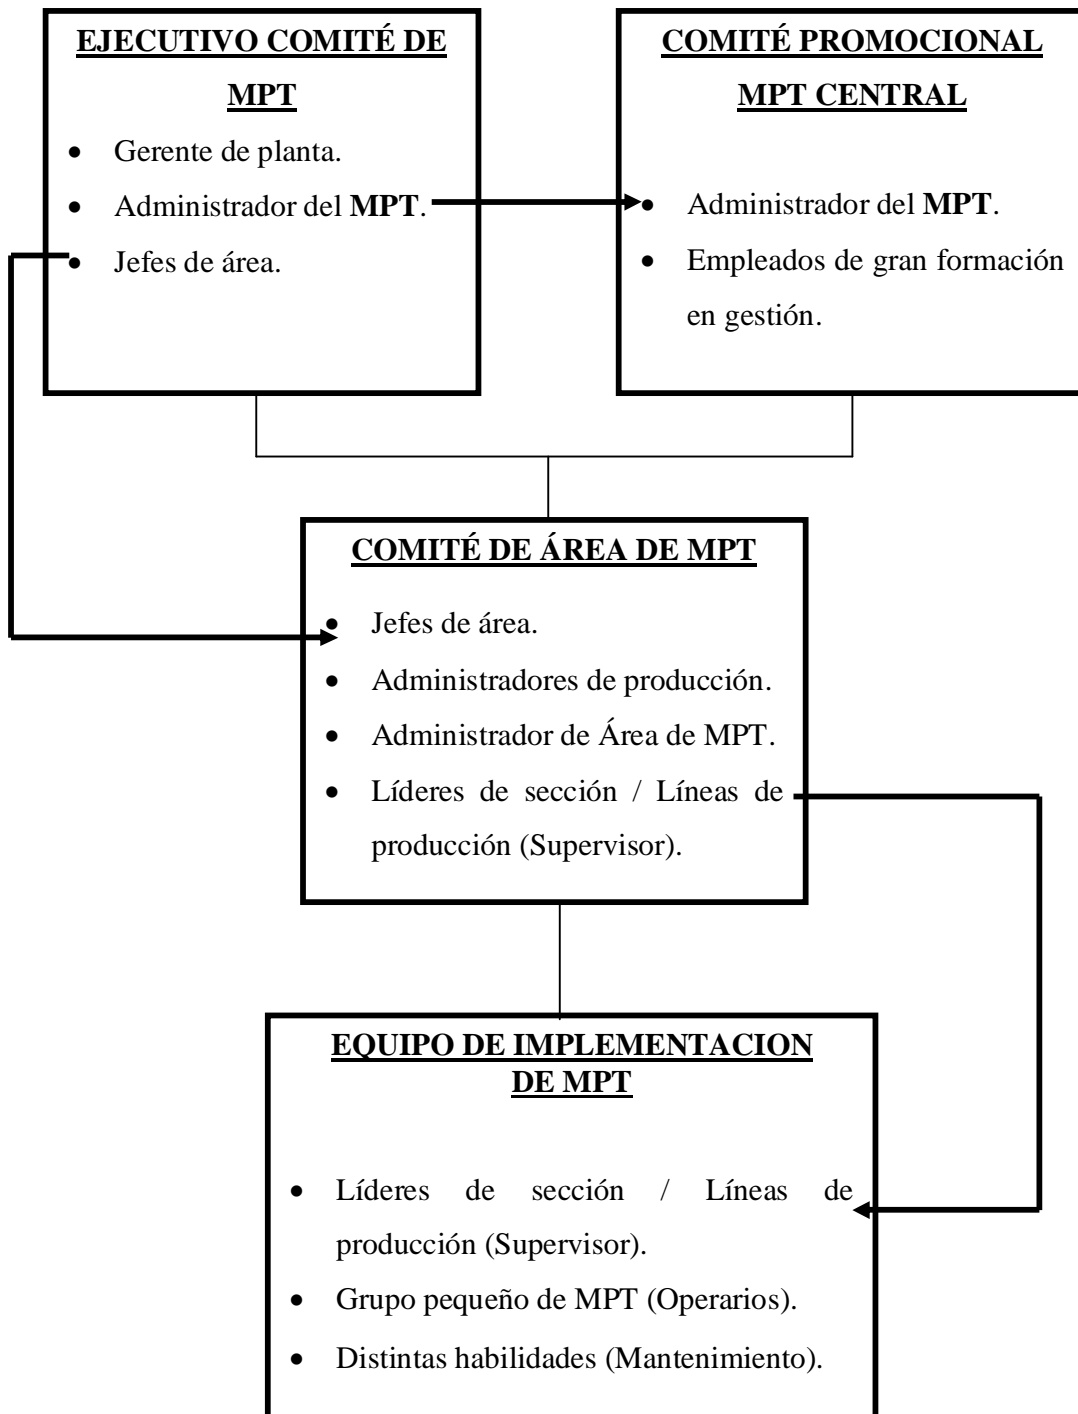 EJECUTIVO COMITÉ DE
MPT
• Gerente de planta.
• Administrador del MPT.
• Jefes de área.
COMITÉ PROMOCIONAL
MPT CENTRAL
• Administrador del MPT.
• Empleados de gran formación
en gestión.
COMITÉ DE ÁREA DE MPT
• Jefes de área.
• Administradores de producción.
• Administrador de Área de MPT.
• Líderes de sección / Líneas de
producción (Supervisor).
EQUIPO DE IMPLEMENTACION
DE MPT
• Líderes de sección / Líneas de
producción (Supervisor).
• Grupo pequeño de MPT (Operarios).
• Distintas habilidades (Mantenimiento).